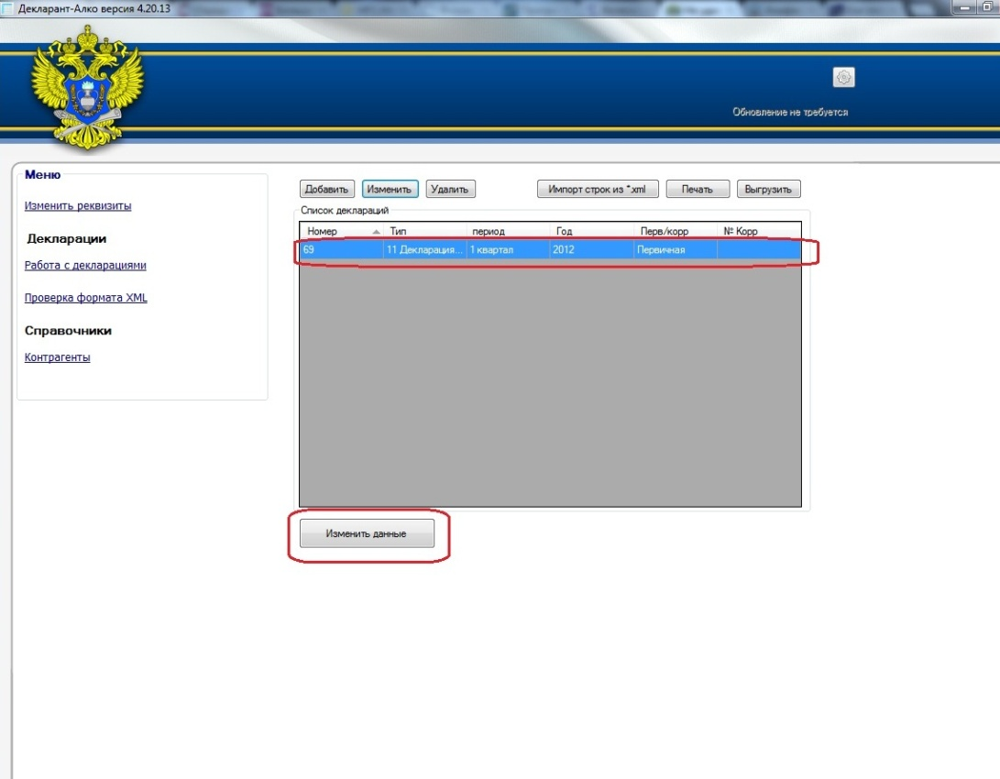 Декларант-Алко версия 4.20.13
Обновление не требуется
Меню
Изменить реквизиты
Декларации
Работа с декларациями
Проверка формата XML
Справочники
Контрагенты
Добавить Изменить Удалить Импорт строк из *.xml Печать Выгрузить
Список деклараций
Номер Тип период Год Перв/корр № Корр
69 11 Декларация... 1 квартал 2012 Первичная
Изменить данные